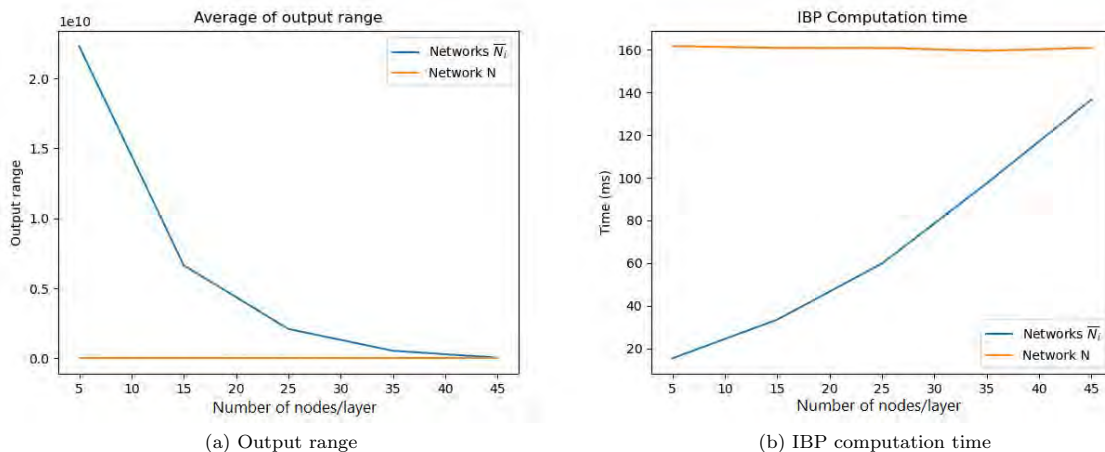 Average of output range
1e10
Networks N̅ᵢ
Network N
2.0
1.5
1.0
0.5
0.0
Output range
5 10 15 20 25 30 35 40 45
Number of nodes/layer
(a) Output range
IBP Computation time
160
140
120
100
80
60
40
20
Time (ms)
Networks N̅ᵢ
Network N
5 10 15 20 25 30 35 40 45
Number of nodes/layer
(b) IBP computation time